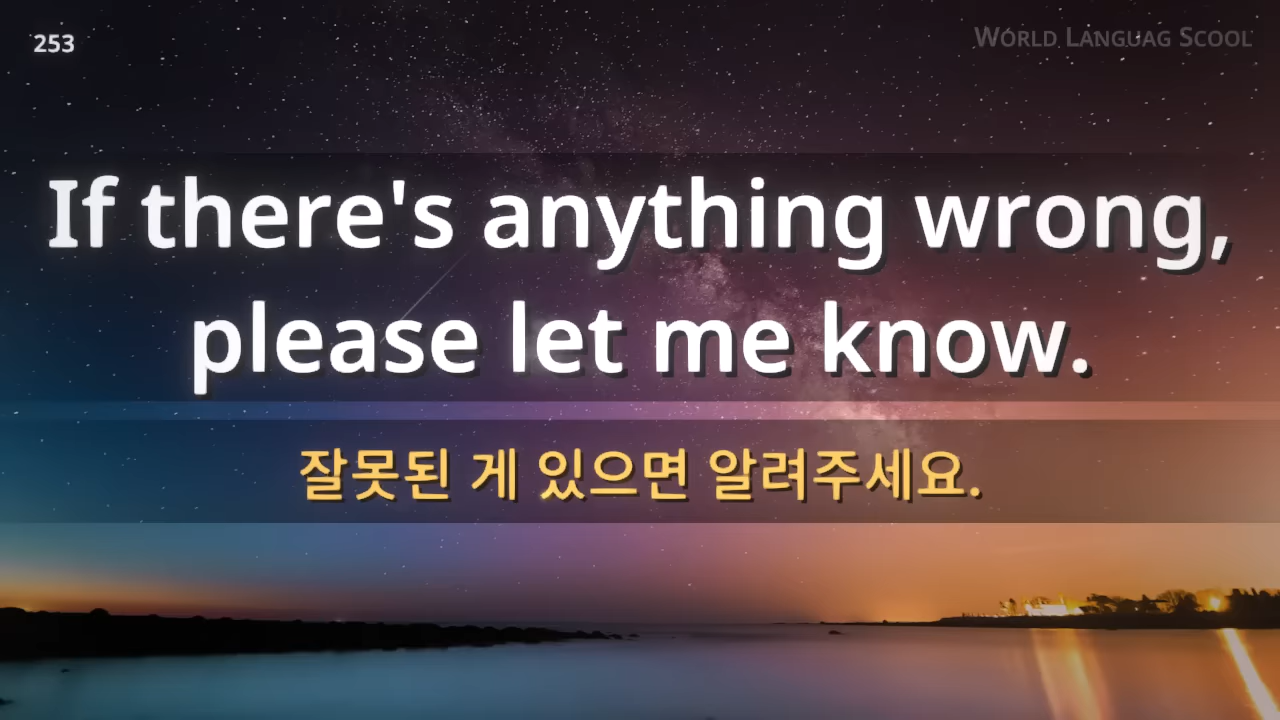 253
World Languag Scool
If there's anything wrong,
please let me know.
잘못된 게 있으면 알려주세요.